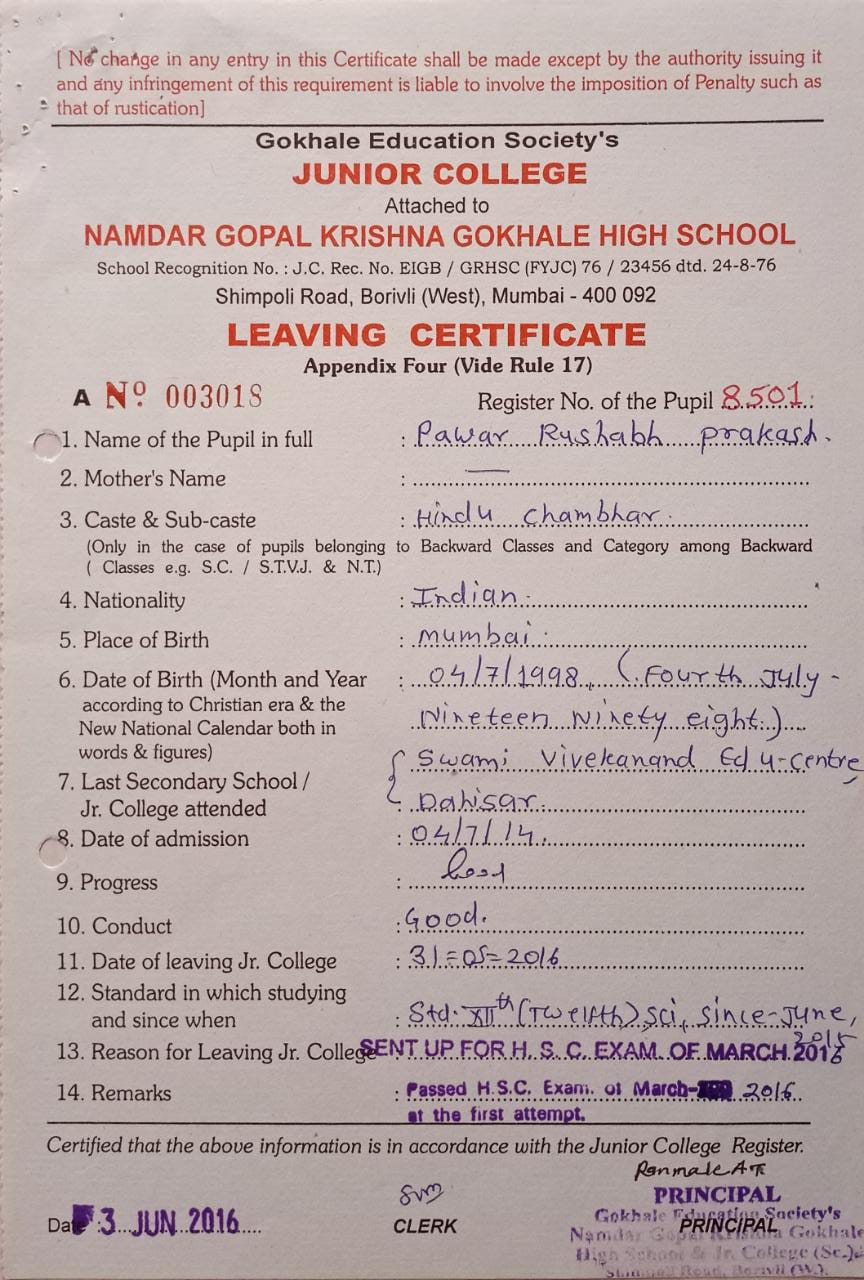 [ No change in any entry in this Certificate shall be made except by the authority issuing it
and any infringement of this requirement is liable to involve the imposition of Penalty such as
that of rustication]
Gokhale Education Society's
JUNIOR COLLEGE
Attached to
NAMDAR GOPAL KRISHNA GOKHALE HIGH SCHOOL
School Recognition No. : J.C. Rec. No. EIGB / GRHSC (FYJC) 76 / 23456 dtd. 24-8-76
Shimpoli Road, Borivli (West), Mumbai - 400 092
LEAVING CERTIFICATE
Appendix Four (Vide Rule 17)
A Nº 003018 Register No. of the Pupil 8501
1. Name of the Pupil in full : Pawar Rushabh prakash.
2. Mother's Name : —
3. Caste & Sub-caste : Hindu Chambhar.
(Only in the case of pupils belonging to Backward Classes and Category among Backward
( Classes e.g. S.C. / S.T.V.J. & N.T.)
4. Nationality : Indian.
5. Place of Birth : Mumbai.
6. Date of Birth (Month and Year : 04/7/1998, (Fourth July-
according to Christian era & the
New National Calendar both in Nineteen Ninety eight.)
words & figures)
7. Last Secondary School / Swami Vivekanand Edu-Centre
Jr. College attended : Dahisar.
8. Date of admission : 04/7/14.
9. Progress : Good
10. Conduct : Good.
11. Date of leaving Jr. College : 31=05=2016
12. Standard in which studying
and since when : Std. XIIth (Twelfth) sci, since-June,
2015
13. Reason for Leaving Jr. College SENT UP FOR H. S. C. EXAM. OF MARCH 2016
14. Remarks : Passed H.S.C. Exam. of March- 2016
at the first attempt.
Certified that the above information is in accordance with the Junior College Register.
PRINCIPAL
Date : 3 JUN 2016 CLERK PRINCIPAL
Gokhale Education Society's
Namdar Gopal Krishna Gokhale
High School & Jr. College (Sc.)
Shimpoli Road, Borivli (W.).